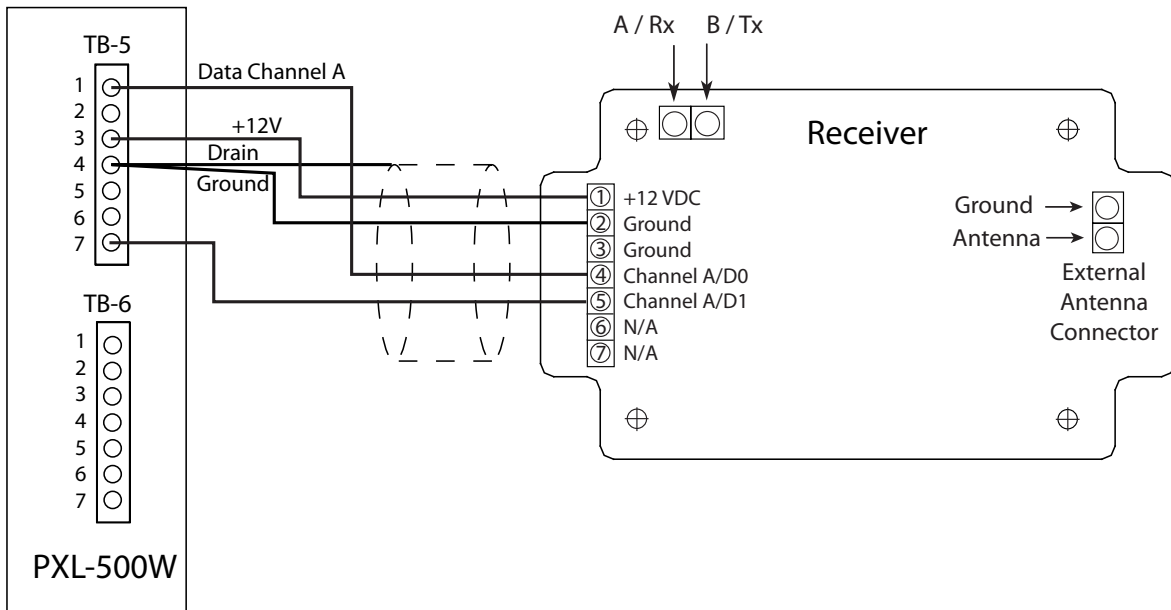 TB-5
1
2
3
4
5
6
7
Data Channel A
+12V
Drain
Ground
TB-6
1
2
3
4
5
6
7
PXL-500W
A / Rx
B / Tx
Receiver
1 +12 VDC
2 Ground
3 Ground
4 Channel A/D0
5 Channel A/D1
6 N/A
7 N/A
Ground
Antenna
External
Antenna
Connector